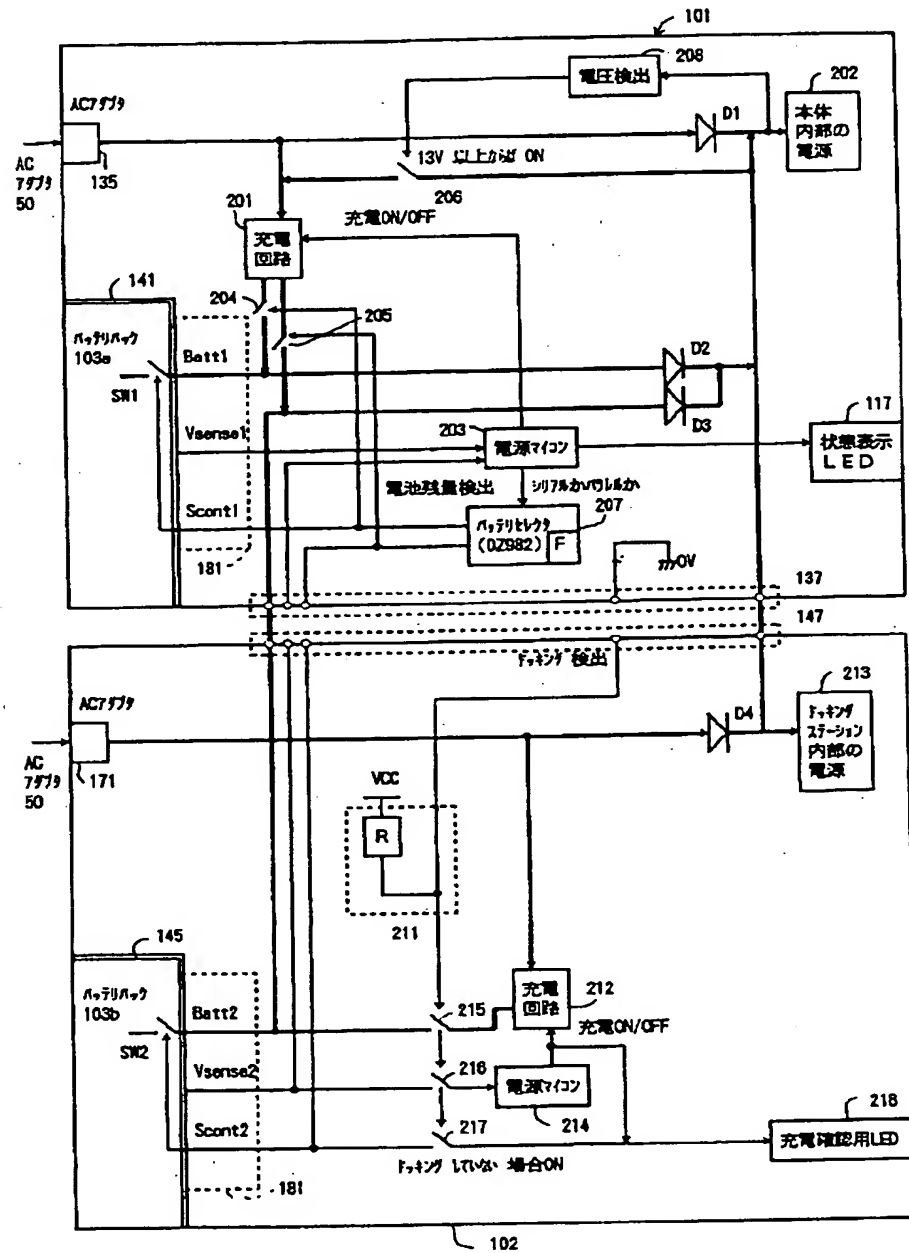 101
208
電圧検出
202
本体
内部の
電源
ACアダプタ
D1
AC
アダプタ
50
135
13V 以上ならば ON
206
201
充電
回路
充電ON/OFF
141
204
205
バッテリパック
103a
Batt1
SW1
D2
D3
Vsense1
203
電源マイコン
117
状態表示
LED
電池残量検出
シリアルかパラレルか
Scont1
バッテリセレクタ
(DZ982)
F
207
181
0V
137
147
ドッキング 検出
213
ACアダプタ
D4
ドッキング
ステーション
内部の
電源
AC
アダプタ
50
171
VCC
R
211
145
バッテリパック
103b
Batt2
215
充電
回路
212
SW2
充電ON/OFF
Vsense2
216
電源マイコン
214
218
Scont2
217
充電確認用LED
ドッキング していない 場合ON
181
102